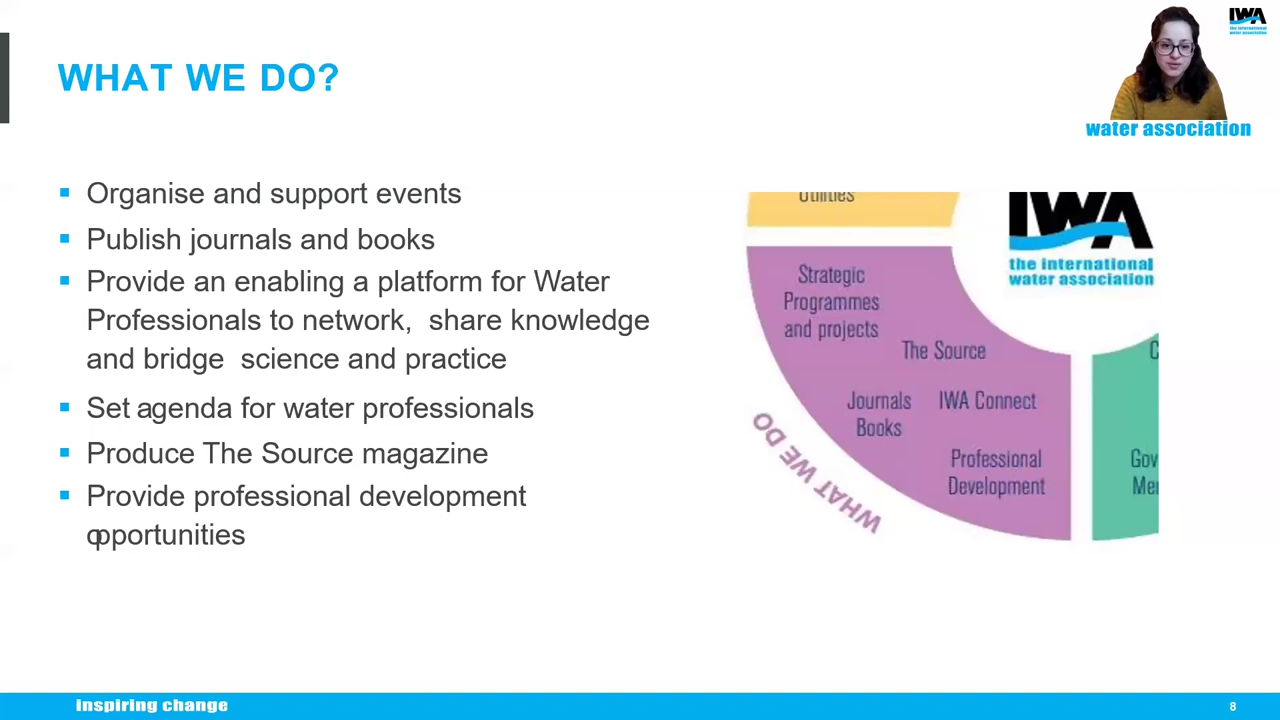 IWA
the international
water association
WHAT WE DO?
water association
Organise and support events
Publish journals and books
Provide an enabling a platform for Water
Professionals to network, share knowledge
and bridge science and practice
Set agenda for water professionals
Produce The Source magazine
Provide professional development
opportunities
Utilities
IWA
the international
water association
Strategic
Programmes
and projects
The Source
Journals
Books
IWA Connect
Professional
Development
WHAT WE DO
C
Gov
Me
inspiring change
8